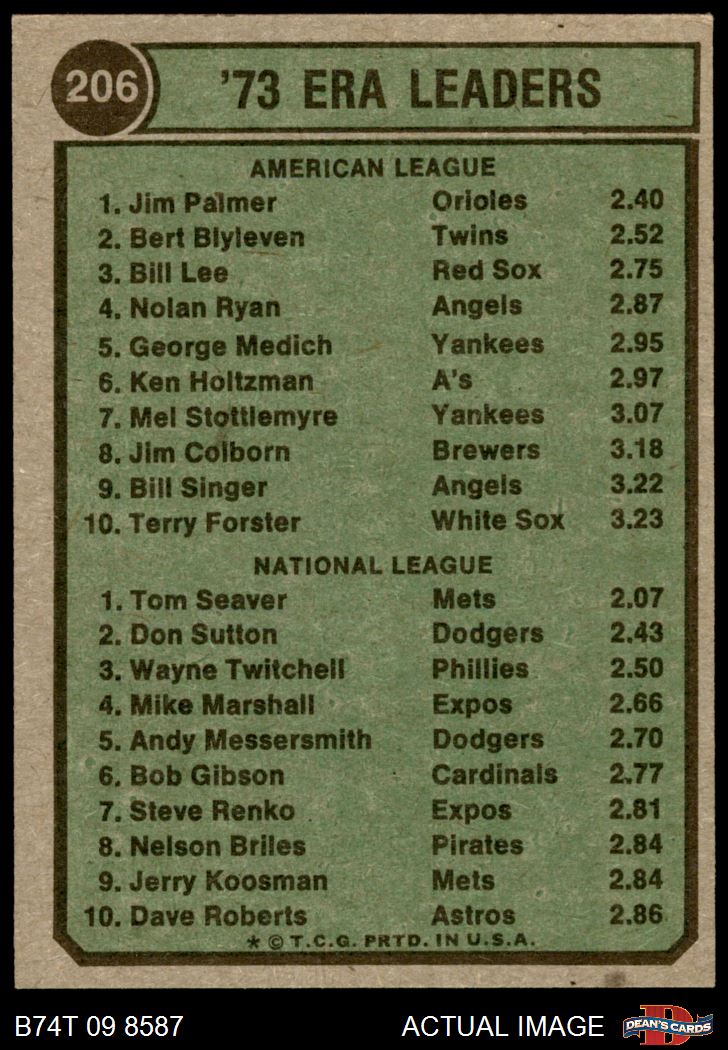 206
'73 ERA LEADERS
AMERICAN LEAGUE
1. Jim Palmer Orioles 2.40
2. Bert Blyleven Twins 2.52
3. Bill Lee Red Sox 2.75
4. Nolan Ryan Angels 2.87
5. George Medich Yankees 2.95
6. Ken Holtzman A's 2.97
7. Mel Stottlemyre Yankees 3.07
8. Jim Colborn Brewers 3.18
9. Bill Singer Angels 3.22
10. Terry Forster White Sox 3.23
NATIONAL LEAGUE
1. Tom Seaver Mets 2.07
2. Don Sutton Dodgers 2.43
3. Wayne Twitchell Phillies 2.50
4. Mike Marshall Expos 2.66
5. Andy Messersmith Dodgers 2.70
6. Bob Gibson Cardinals 2.77
7. Steve Renko Expos 2.81
8. Nelson Briles Pirates 2.84
9. Jerry Koosman Mets 2.84
10. Dave Roberts Astros 2.86
* © T.C.G. PRTD. IN U.S.A.
B74T 09 8587 ACTUAL IMAGE
D
DEAN'S CARDS